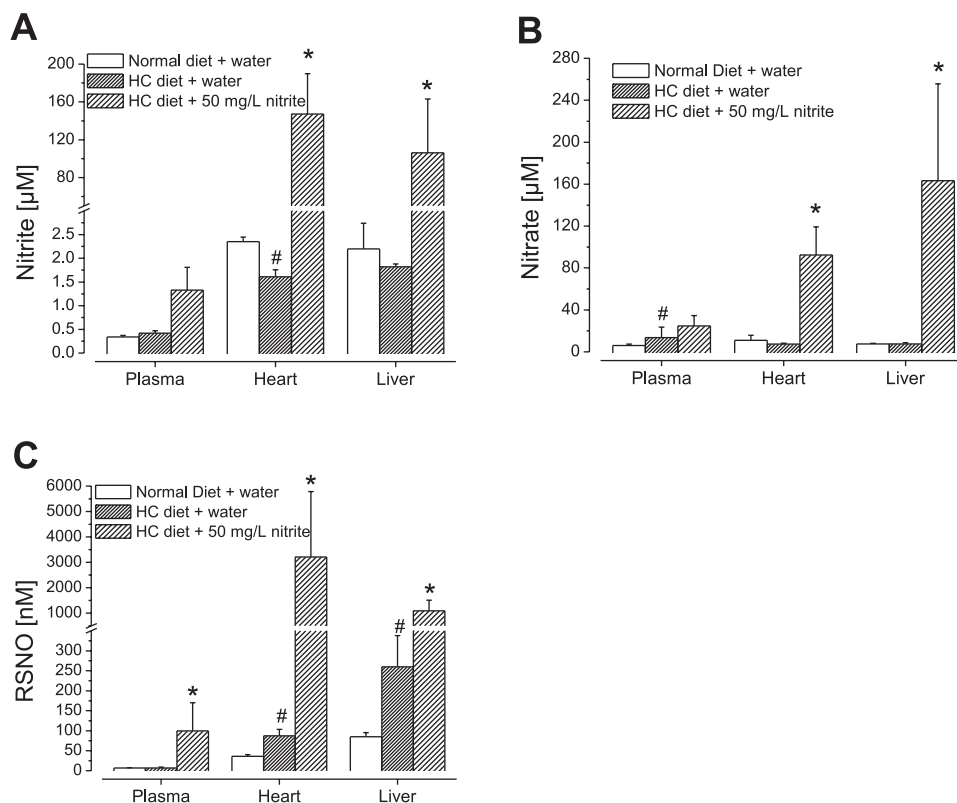 A
Normal diet + water
HC diet + water
HC diet + 50 mg/L nitrite
Nitrite [µM]
200
160
120
80
2.5
2.0
1.5
1.0
0.5
0.0
*
#
*
Plasma
Heart
Liver
B
Normal Diet + water
HC diet + water
HC diet + 50 mg/L nitrite
Nitrate [µM]
280
240
200
160
120
80
40
0
#
*
*
Plasma
Heart
Liver
C
Normal Diet + water
HC diet + water
HC diet + 50 mg/L nitrite
RSNO [nM]
6000
5000
4000
3000
2000
1000
300
250
200
150
100
50
0
*
#
*
#
*
Plasma
Heart
Liver